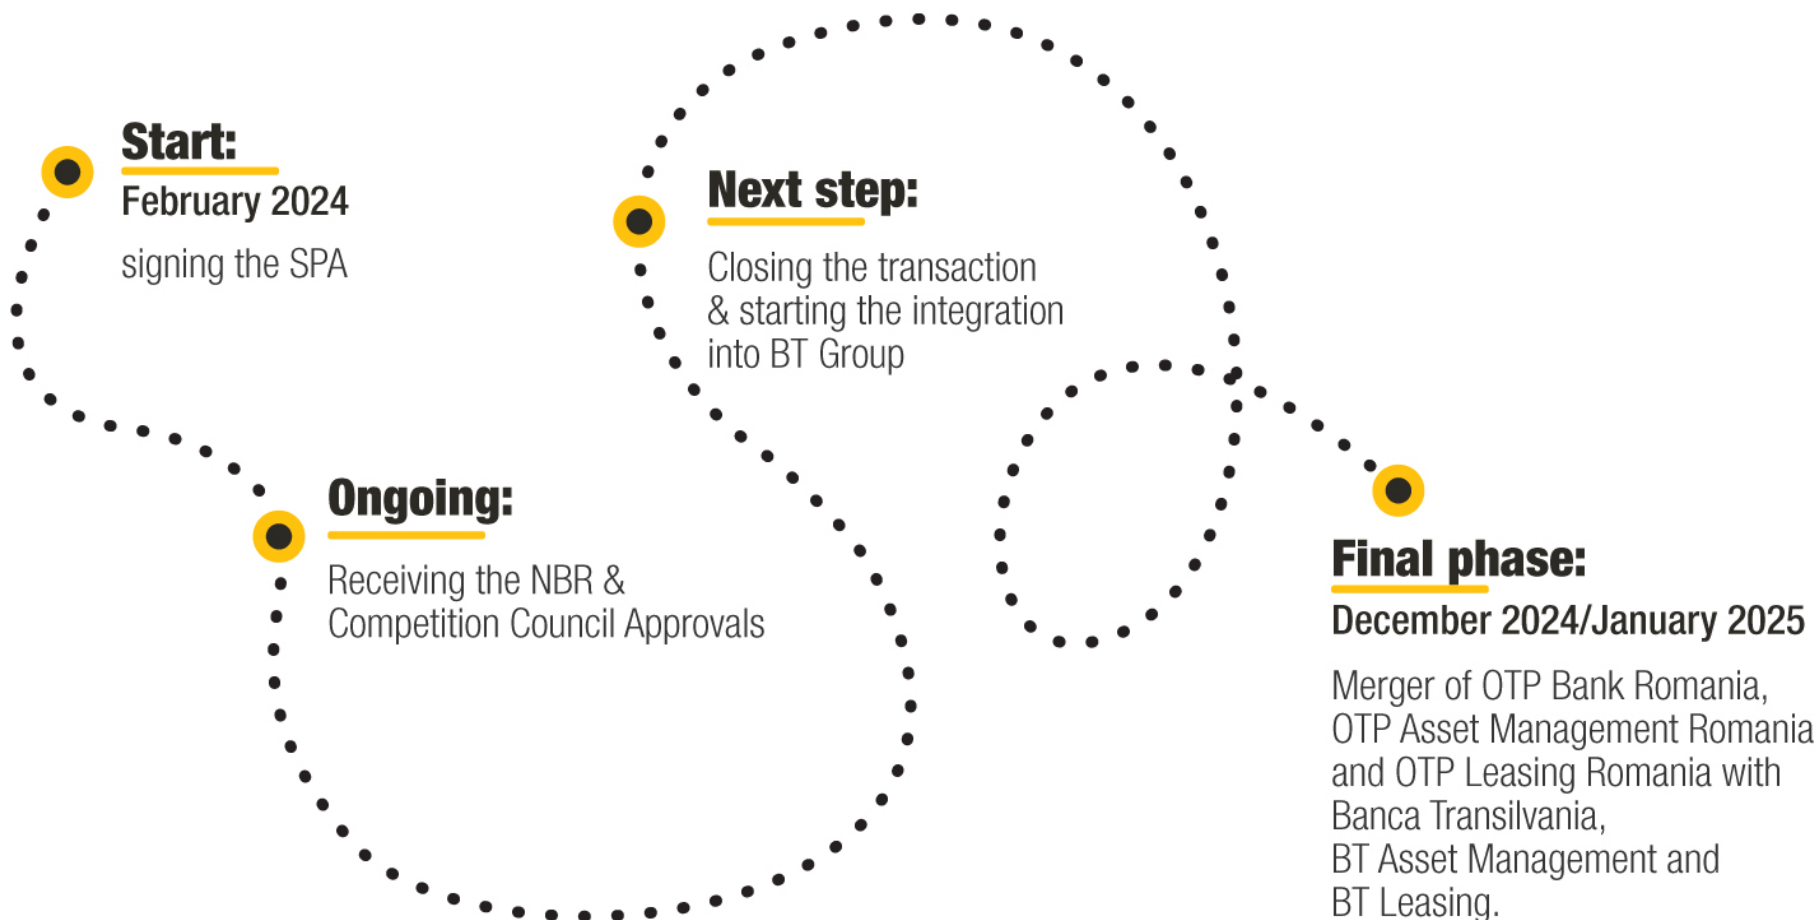 Start:
February 2024
signing the SPA
Ongoing:
Receiving the NBR &
Competition Council Approvals
Next step:
Closing the transaction
& starting the integration
into BT Group
Final phase:
December 2024/January 2025
Merger of OTP Bank Romania,
OTP Asset Management Romania
and OTP Leasing Romania with
Banca Transilvania,
BT Asset Management and
BT Leasing.